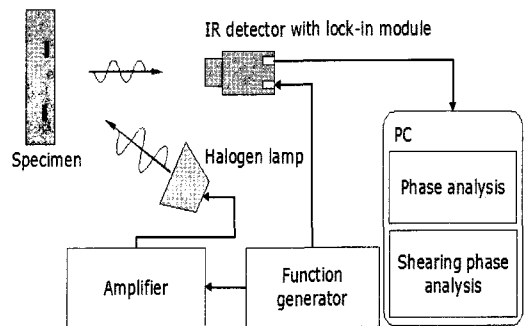 IR detector with lock-in module
Specimen
Halogen lamp
PC
Phase analysis
Shearing phase
analysis
Amplifier
Function
generator